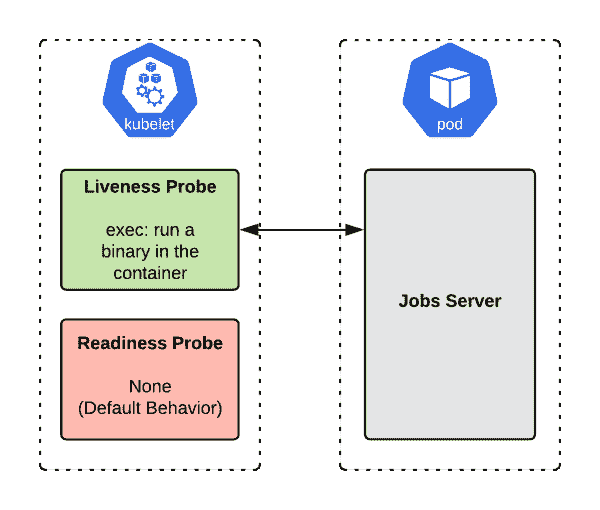 kubelet
Liveness Probe
exec: run a
binary in the
container
Readiness Probe
None
(Default Behavior)
pod
Jobs Server